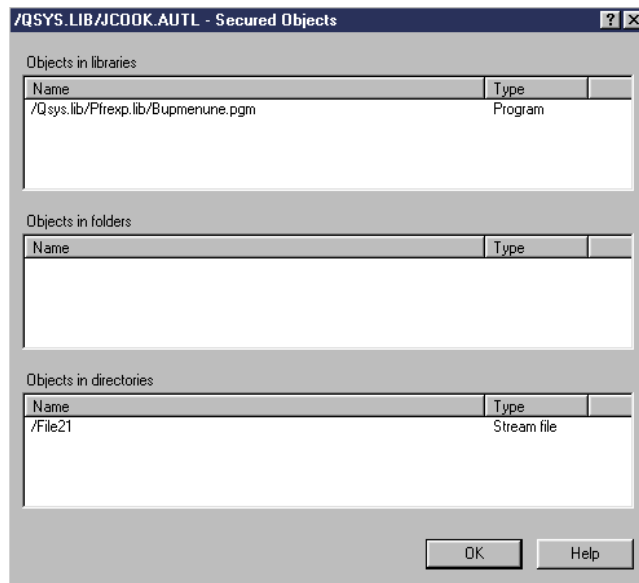 /QSYS.LIB/JCOOK.AUTL - Secured Objects
Objects in libraries
Name Type
/Qsys.lib/Pfrexp.lib/Bupmenune.pgm Program
Objects in folders
Name Type
Objects in directories
Name Type
/File21 Stream file
OK Help